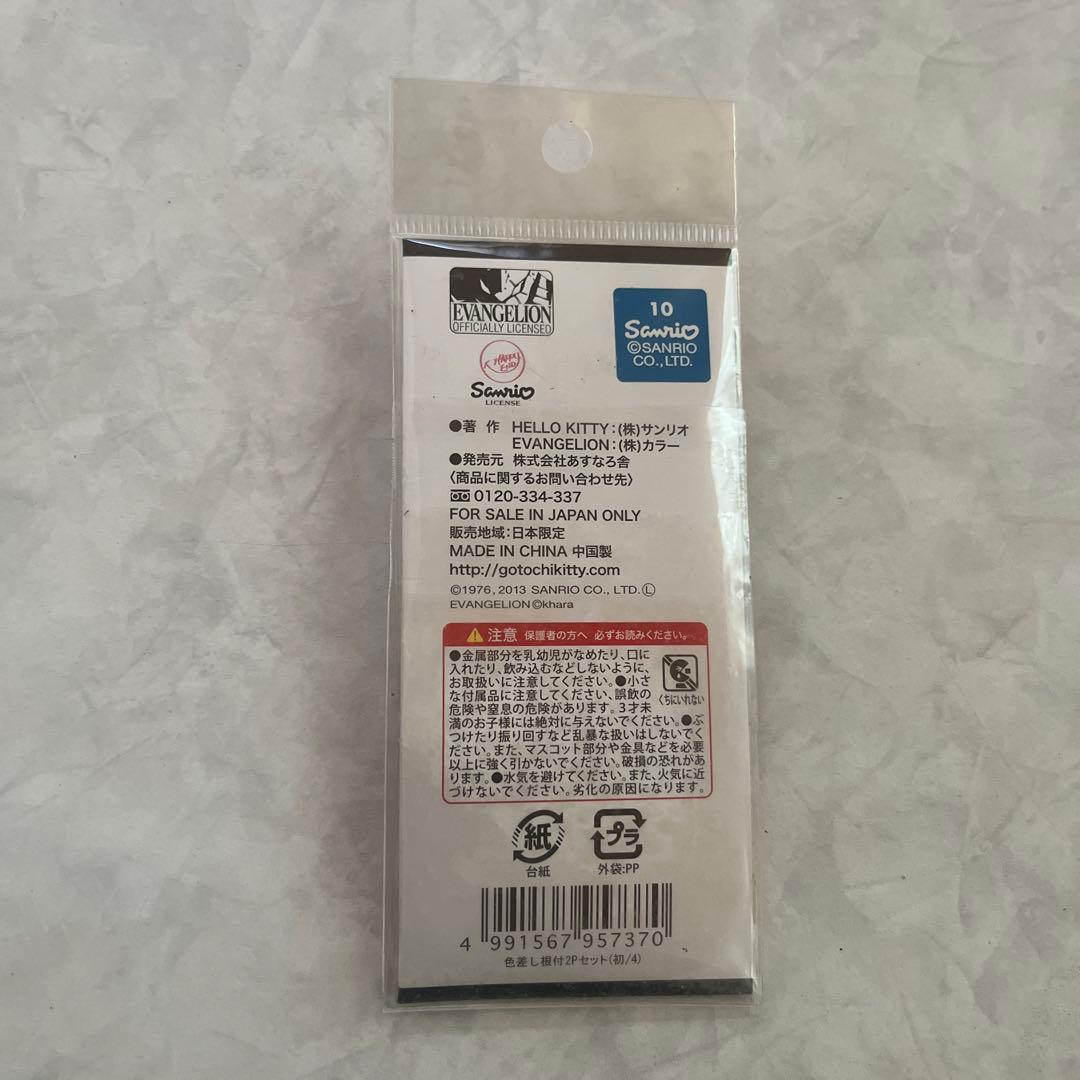 EVANGELION
OFFICIALLY LICENSED
10
Sanrio
©SANRIO
CO., LTD.
HAPPY
END
Sanrio
LICENSE
●著 作 HELLO KITTY:(株)サンリオ
EVANGELION:(株)カラー
●発売元 株式会社あすなろ舎
〈商品に関するお問い合わせ先〉
0120-334-337
FOR SALE IN JAPAN ONLY
販売地域:日本限定
MADE IN CHINA 中国製
http://gotochikitty.com
©1976, 2013 SANRIO CO., LTD. Ⓛ
EVANGELION©khara
注意 保護者の方へ 必ずお読みください。
●金属部分を乳幼児がなめたり、口に
入れたり、飲み込むなどしないように、
お取扱いに注意してください。●小さ
な付属品に注意してください、誤飲の
危険や窒息の危険があります。3才未
満のお子様には絶対に与えないでください。●ぶ
つけたり振り回すなど乱暴な扱いはしないでく
ださい。また、マスコット部分や金具などを必要
以上に強く引かないでください。破損の恐れがあ
ります。●水気を避けてください。また、火気に近
づけないでください。劣化の原因になります。
くちにいれない
紙
台紙
プラ
外袋:PP
4 991567 957370
色差し根付2Pセット(初/4)